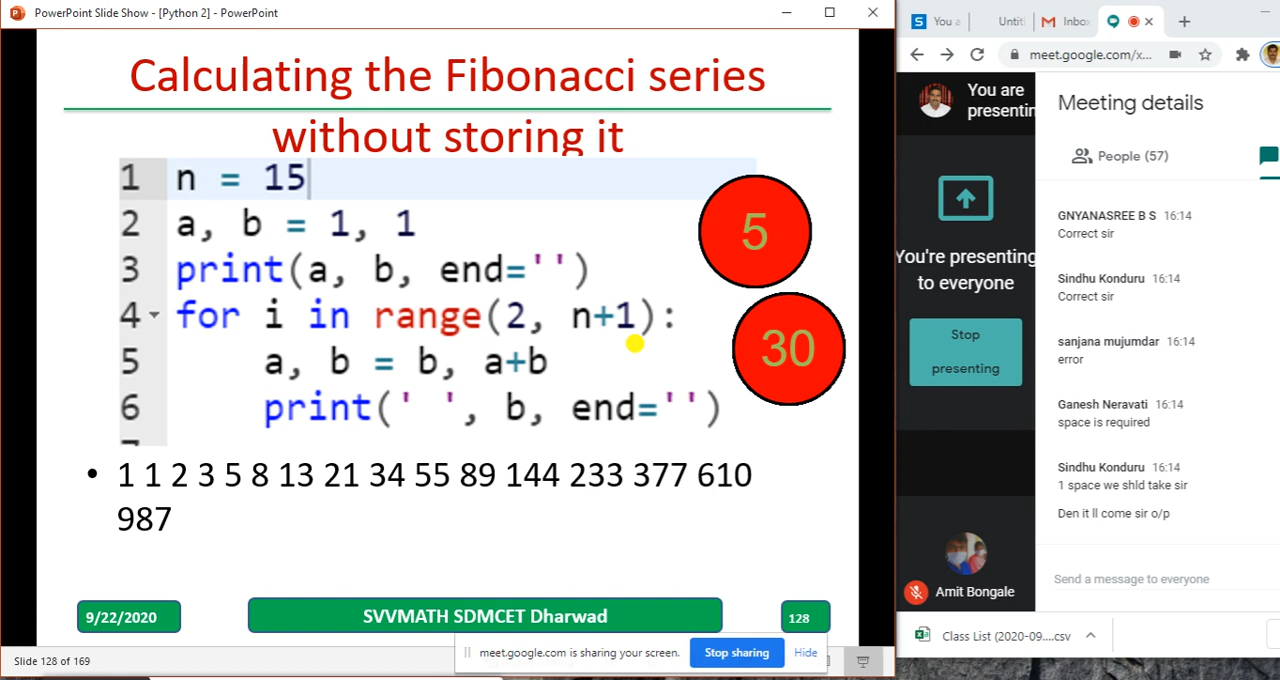 PowerPoint Slide Show - [Python 2] - PowerPoint
Calculating the Fibonacci series
without storing it
1 n = 15
2 a, b = 1, 1
3 print(a, b, end='')
4 for i in range(2, n+1):
5 a, b = b, a+b
6 print(' ', b, end='')
5
30
• 1 1 2 3 5 8 13 21 34 55 89 144 233 377 610
987
9/22/2020
SVVMATH SDMCET Dharwad
128
Slide 128 of 169
meet.google.com is sharing your screen.
Stop sharing
Hide
S You a
Untiti
Inbo
meet.google.com/x...
You are
presentin
You're presenting
to everyone
Stop
presenting
Amit Bongale
Meeting details
People (57)
GNYANASREE B S 16:14
Correct sir
Sindhu Konduru 16:14
Correct sir
sanjana mujumdar 16:14
error
Ganesh Neravati 16:14
space is required
Sindhu Konduru 16:14
1 space we shld take sir
Den it ll come sir o/p
Send a message to everyone
Class List (2020-09....csv